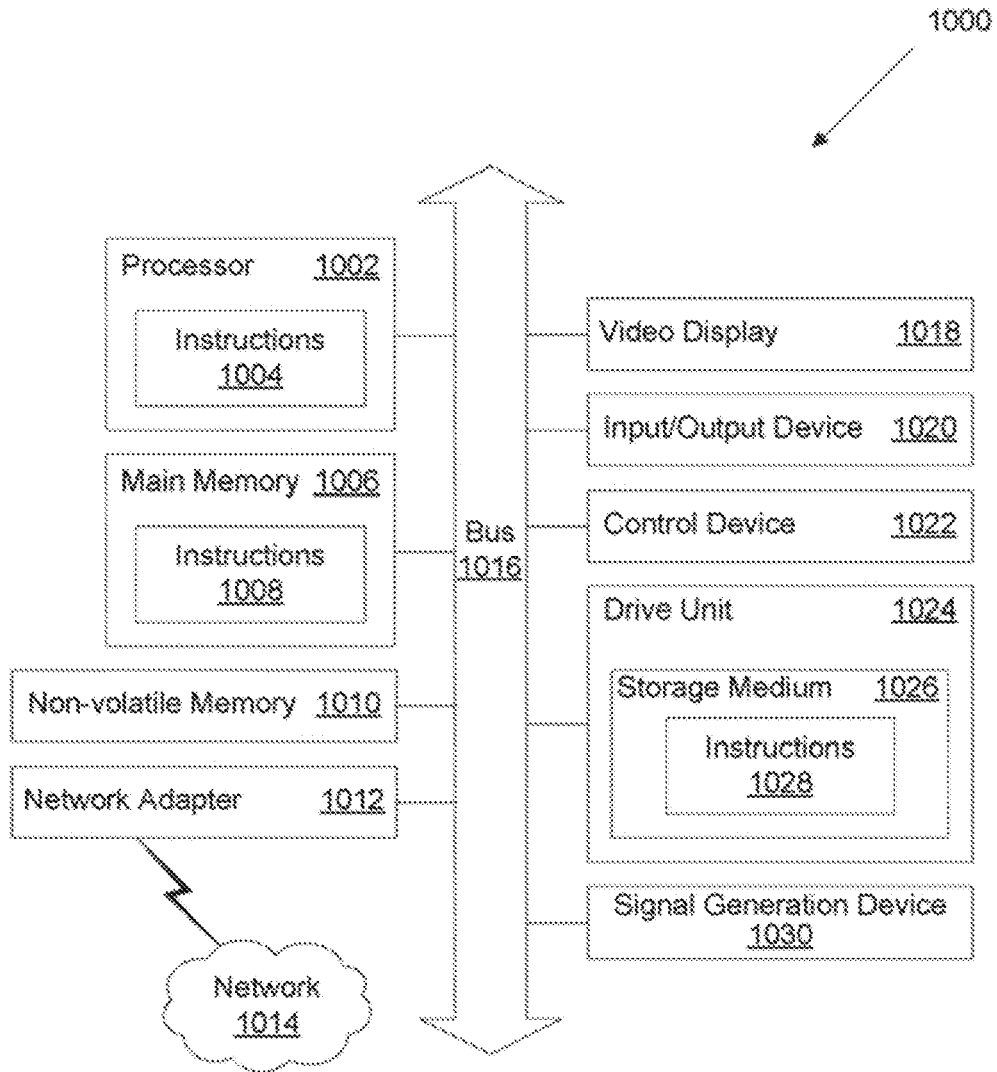 1000
Processor 1002
Instructions
1004
Main Memory 1006
Instructions
1008
Non-volatile Memory 1010
Network Adapter 1012
Network
1014
Bus
1016
Video Display 1018
Input/Output Device 1020
Control Device 1022
Drive Unit 1024
Storage Medium 1026
Instructions
1028
Signal Generation Device
1030